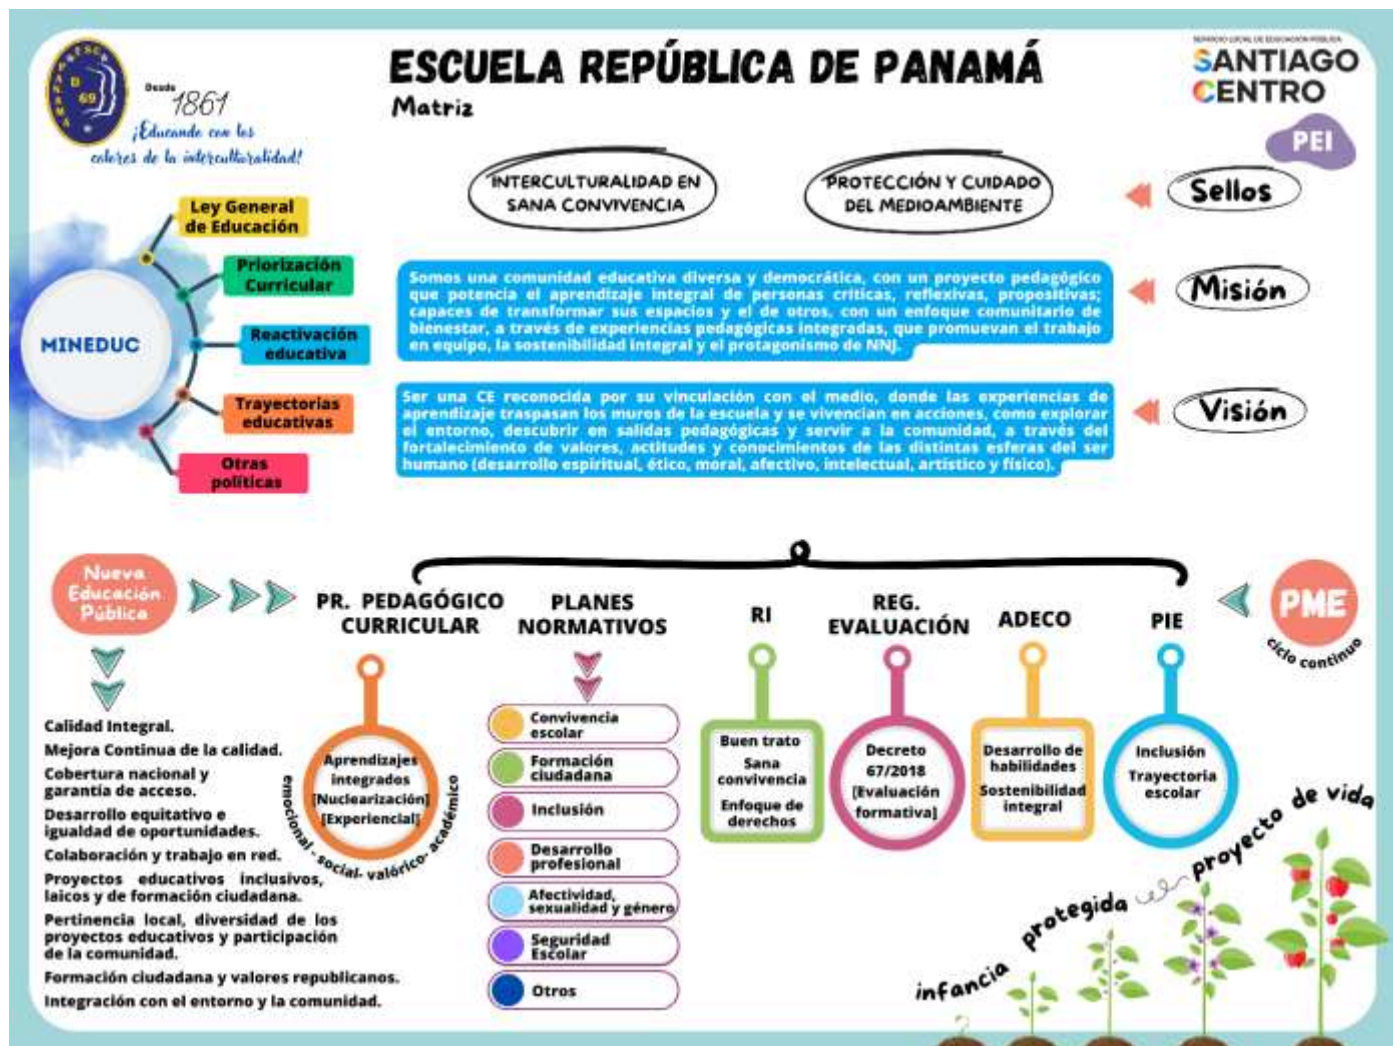 ESCUELA
PANAMÁ
D
69
Desde
1861
¡Educando con los
colores de la interculturalidad!
ESCUELA REPÚBLICA DE PANAMÁ
Matriz
SERVICIO LOCAL DE EDUCACIÓN PÚBLICA
SANTIAGO
CENTRO
PEI
INTERCULTURALIDAD EN
SANA CONVIVENCIA
PROTECCIÓN Y CUIDADO
DEL MEDIOAMBIENTE
Sellos
MINEDUC
Ley General
de Educación
Priorización
Curricular
Reactivación
educativa
Trayectorias
educativas
Otras
políticas
Somos una comunidad educativa diversa y democrática, con un proyecto pedagógico
que potencia el aprendizaje integral de personas críticas, reflexivas, propositivas;
capaces de transformar sus espacios y el de otros, con un enfoque comunitario de
bienestar, a través de experiencias pedagógicas integradas, que promuevan el trabajo
en equipo, la sostenibilidad integral y el protagonismo de NNJ.
Misión
Ser una CE reconocida por su vinculación con el medio, donde las experiencias de
aprendizaje traspasan los muros de la escuela y se vivencian en acciones, como explorar
el entorno, descubrir en salidas pedagógicas y servir a la comunidad, a través del
fortalecimiento de valores, actitudes y conocimientos de las distintas esferas del ser
humano (desarrollo espiritual, ético, moral, afectivo, intelectual, artístico y físico).
Visión
Nueva
Educación
Pública
Calidad Integral.
Mejora Continua de la calidad.
Cobertura nacional y
garantía de acceso.
Desarrollo equitativo e
igualdad de oportunidades.
Colaboración y trabajo en red.
Proyectos educativos inclusivos,
laicos y de formación ciudadana.
Pertinencia local, diversidad de los
proyectos educativos y participación
de la comunidad.
Formación ciudadana y valores republicanos.
Integración con el entorno y la comunidad.
PR. PEDAGÓGICO
CURRICULAR
Aprendizajes
integrados
[Nuclearización]
[Experiencial]
emocional - social- valórico- académico
PLANES
NORMATIVOS
Convivencia
escolar
Formación
ciudadana
Inclusión
Desarrollo
profesional
Afectividad,
sexualidad y género
Seguridad
Escolar
Otros
RI
Buen trato
Sana
convivencia
Enfoque de
derechos
REG.
EVALUACIÓN
Decreto
67/2018
[Evaluación
formativa]
ADECO
Desarrollo de
habilidades
Sostenibilidad
integral
PIE
Inclusión
Trayectoria
escolar
PME
ciclo continuo
infancia protegida en proyecto de vida